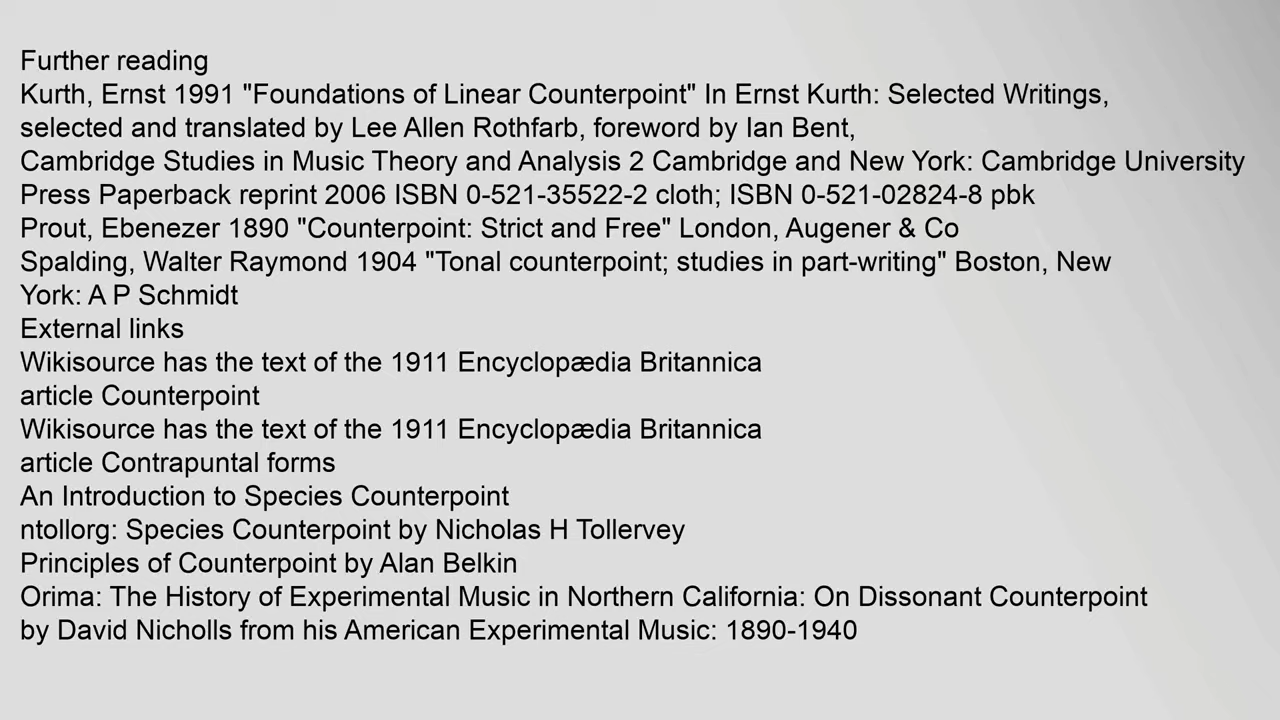 Further reading
Kurth, Ernst 1991 "Foundations of Linear Counterpoint" In Ernst Kurth: Selected Writings,
selected and translated by Lee Allen Rothfarb, foreword by Ian Bent,
Cambridge Studies in Music Theory and Analysis 2 Cambridge and New York: Cambridge University
Press Paperback reprint 2006 ISBN 0-521-35522-2 cloth; ISBN 0-521-02824-8 pbk
Prout, Ebenezer 1890 "Counterpoint: Strict and Free" London, Augener & Co
Spalding, Walter Raymond 1904 "Tonal counterpoint; studies in part-writing" Boston, New
York: A P Schmidt
External links
Wikisource has the text of the 1911 Encyclopædia Britannica
article Counterpoint
Wikisource has the text of the 1911 Encyclopædia Britannica
article Contrapuntal forms
An Introduction to Species Counterpoint
ntollorg: Species Counterpoint by Nicholas H Tollervey
Principles of Counterpoint by Alan Belkin
Orima: The History of Experimental Music in Northern California: On Dissonant Counterpoint
by David Nicholls from his American Experimental Music: 1890-1940